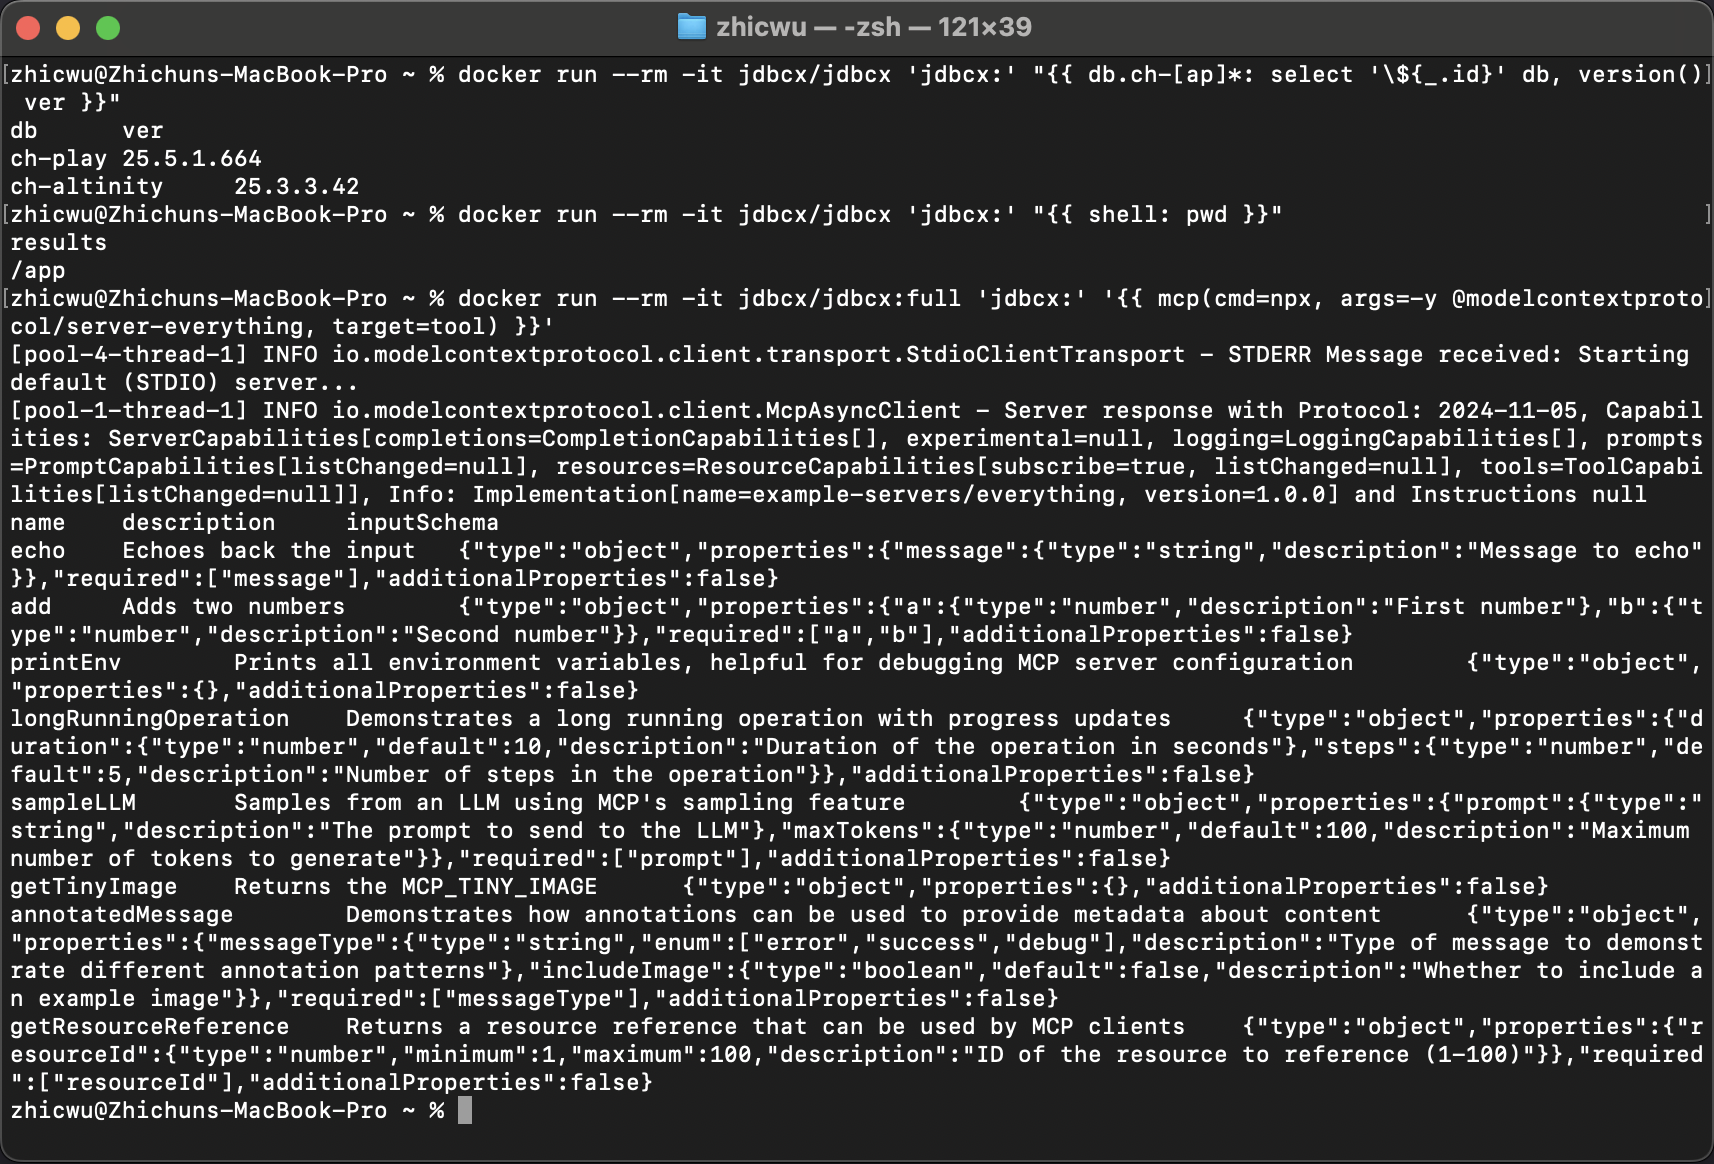 zhicwu — -zsh — 121×39
[zhicwu@Zhichuns-MacBook-Pro ~ % docker run --rm -it jdbcx/jdbcx 'jdbcx:' "{{ db.ch-[ap]*: select '\${_.id}' db, version()]
 ver }}"
db      ver
ch-play 25.5.1.664
ch-altinity     25.3.3.42
[zhicwu@Zhichuns-MacBook-Pro ~ % docker run --rm -it jdbcx/jdbcx 'jdbcx:' "{{ shell: pwd }}"                              ]
results
/app
[zhicwu@Zhichuns-MacBook-Pro ~ % docker run --rm -it jdbcx/jdbcx:full 'jdbcx:' '{{ mcp(cmd=npx, args=-y @modelcontextproto]
col/server-everything, target=tool) }}'
[pool-4-thread-1] INFO io.modelcontextprotocol.client.transport.StdioClientTransport - STDERR Message received: Starting
default (STDIO) server...
[pool-1-thread-1] INFO io.modelcontextprotocol.client.McpAsyncClient - Server response with Protocol: 2024-11-05, Capabil
ities: ServerCapabilities[completions=CompletionCapabilities[], experimental=null, logging=LoggingCapabilities[], prompts
=PromptCapabilities[listChanged=null], resources=ResourceCapabilities[subscribe=true, listChanged=null], tools=ToolCapabi
lities[listChanged=null]], Info: Implementation[name=example-servers/everything, version=1.0.0] and Instructions null
name    description     inputSchema
echo    Echoes back the input   {"type":"object","properties":{"message":{"type":"string","description":"Message to echo"
}},"required":["message"],"additionalProperties":false}
add     Adds two numbers        {"type":"object","properties":{"a":{"type":"number","description":"First number"},"b":{"t
ype":"number","description":"Second number"}},"required":["a","b"],"additionalProperties":false}
printEnv        Prints all environment variables, helpful for debugging MCP server configuration        {"type":"object",
"properties":{},"additionalProperties":false}
longRunningOperation    Demonstrates a long running operation with progress updates     {"type":"object","properties":{"d
uration":{"type":"number","default":10,"description":"Duration of the operation in seconds"},"steps":{"type":"number","de
fault":5,"description":"Number of steps in the operation"}},"additionalProperties":false}
sampleLLM       Samples from an LLM using MCP's sampling feature        {"type":"object","properties":{"prompt":{"type":"
string","description":"The prompt to send to the LLM"},"maxTokens":{"type":"number","default":100,"description":"Maximum
number of tokens to generate"}},"required":["prompt"],"additionalProperties":false}
getTinyImage    Returns the MCP_TINY_IMAGE      {"type":"object","properties":{},"additionalProperties":false}
annotatedMessage        Demonstrates how annotations can be used to provide metadata about content      {"type":"object",
"properties":{"messageType":{"type":"string","enum":["error","success","debug"],"description":"Type of message to demonst
rate different annotation patterns"},"includeImage":{"type":"boolean","default":false,"description":"Whether to include a
n example image"}},"required":["messageType"],"additionalProperties":false}
getResourceReference    Returns a resource reference that can be used by MCP clients    {"type":"object","properties":{"r
esourceId":{"type":"number","minimum":1,"maximum":100,"description":"ID of the resource to reference (1-100)"}},"required
":["resourceId"],"additionalProperties":false}
zhicwu@Zhichuns-MacBook-Pro ~ %